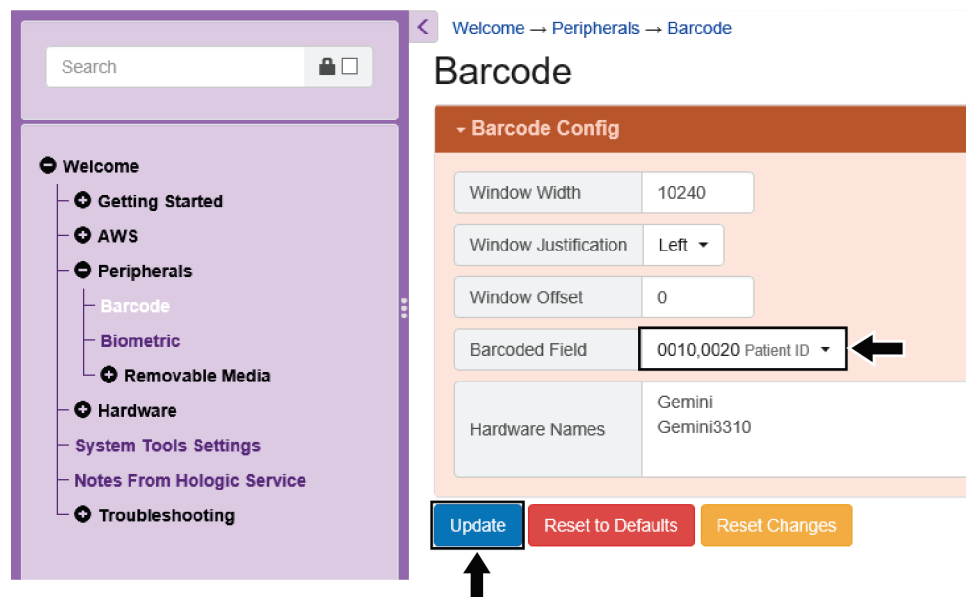 Search
Welcome
Getting Started
AWS
Peripherals
Barcode
Biometric
Removable Media
Hardware
System Tools Settings
Notes From Hologic Service
Troubleshooting
Welcome → Peripherals → Barcode
Barcode
Barcode Config
Window Width 10240
Window Justification Left
Window Offset 0
Barcoded Field 0010,0020 Patient ID
Hardware Names Gemini
Gemini3310
Update Reset to Defaults Reset Changes